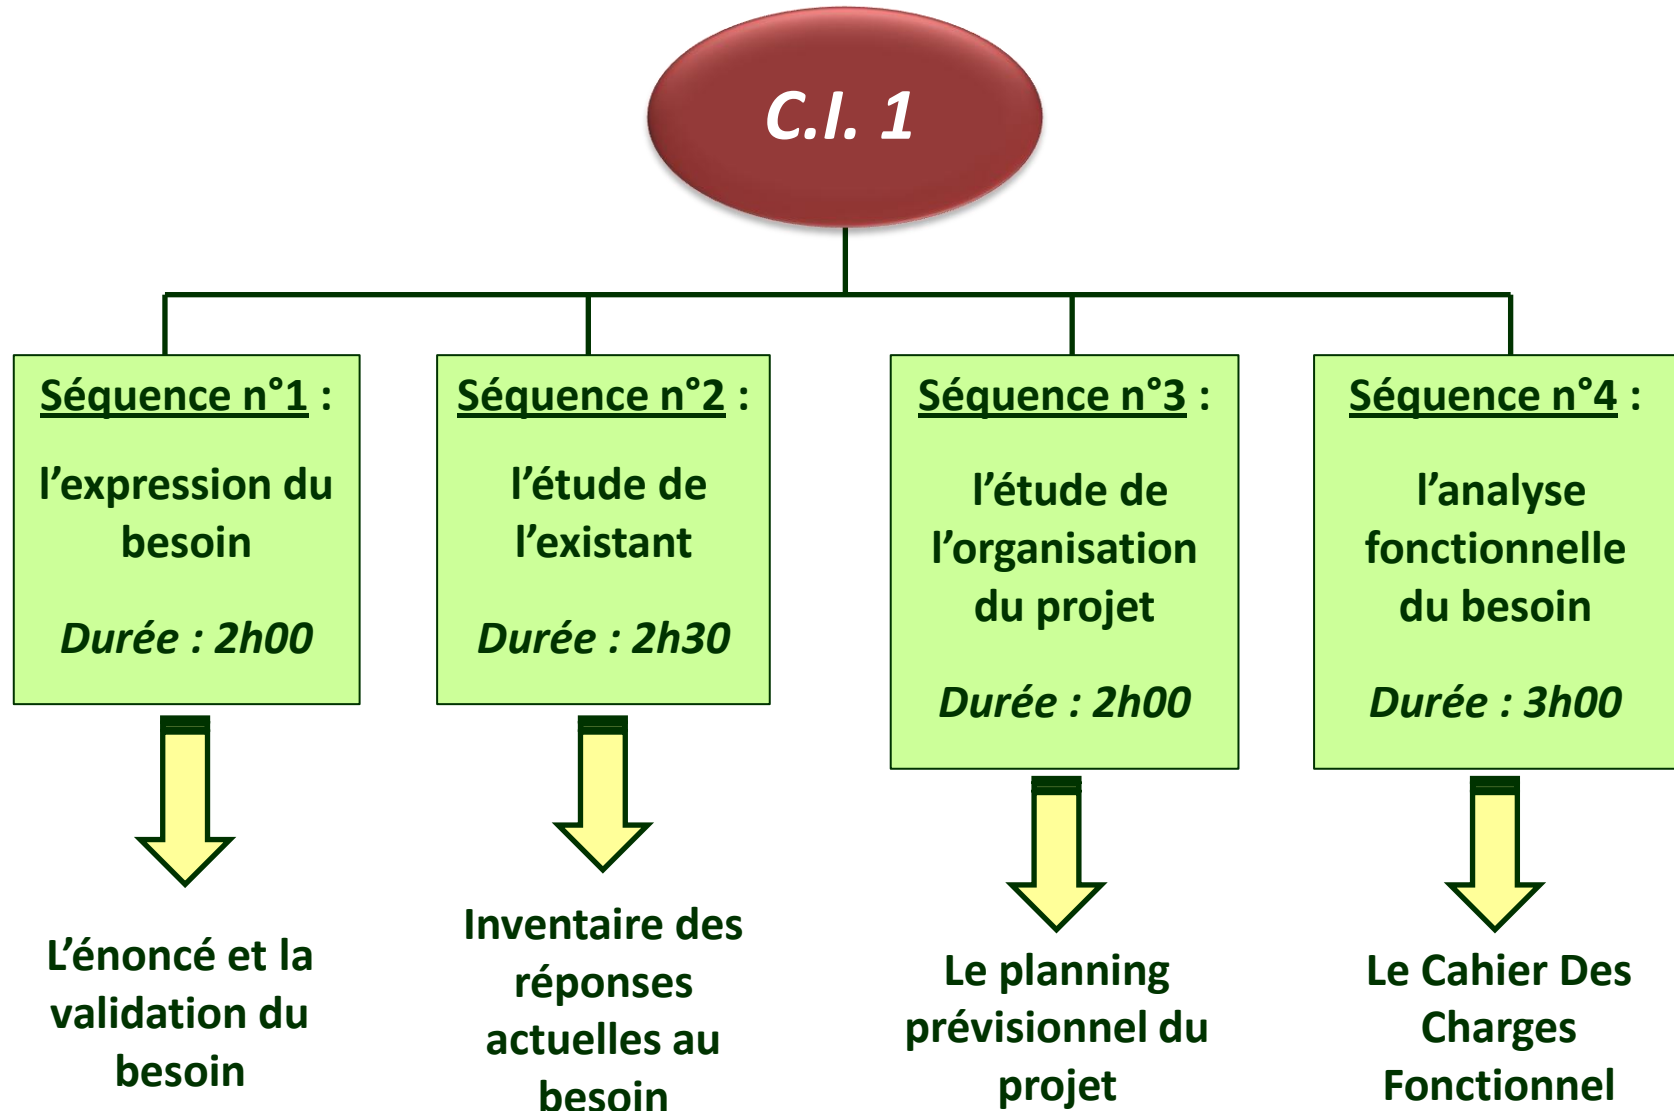 C.I. 1
Séquence n°1 :
l’expression du
besoin
Durée : 2h00
Séquence n°2 :
l’étude de
l’existant
Durée : 2h30
Séquence n°3 :
l’étude de
l’organisation
du projet
Durée : 2h00
Séquence n°4 :
l’analyse
fonctionnelle
du besoin
Durée : 3h00
L’énoncé et la
validation du
besoin
Inventaire des
réponses
actuelles au
besoin
Le planning
prévisionnel du
projet
Le Cahier Des
Charges
Fonctionnel